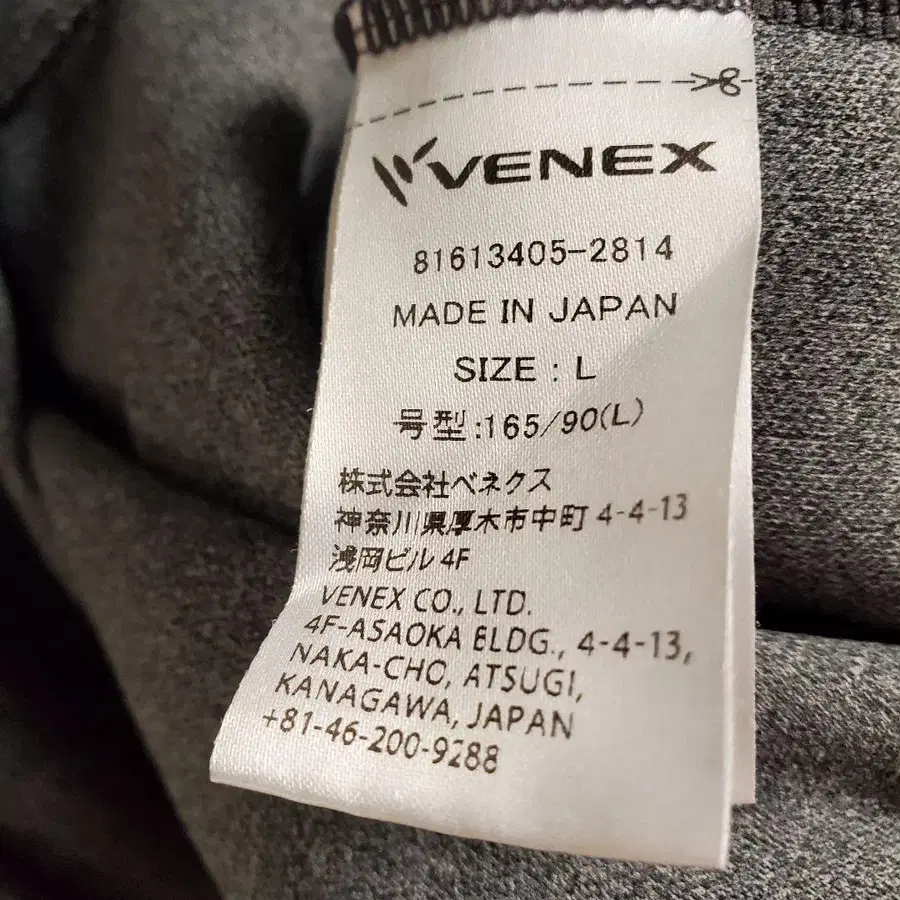 VENEX
81613405-2814
MADE IN JAPAN
SIZE : L
号型:165/90(L)
株式会社ベネクス
神奈川県厚木市中町 4-4-13
浅岡ビル 4F
VENEX CO., LTD.
4F-ASAOKA BLDG., 4-4-13,
NAKA-CHO, ATSUGI,
KANAGAWA, JAPAN
+81-46-200-9288